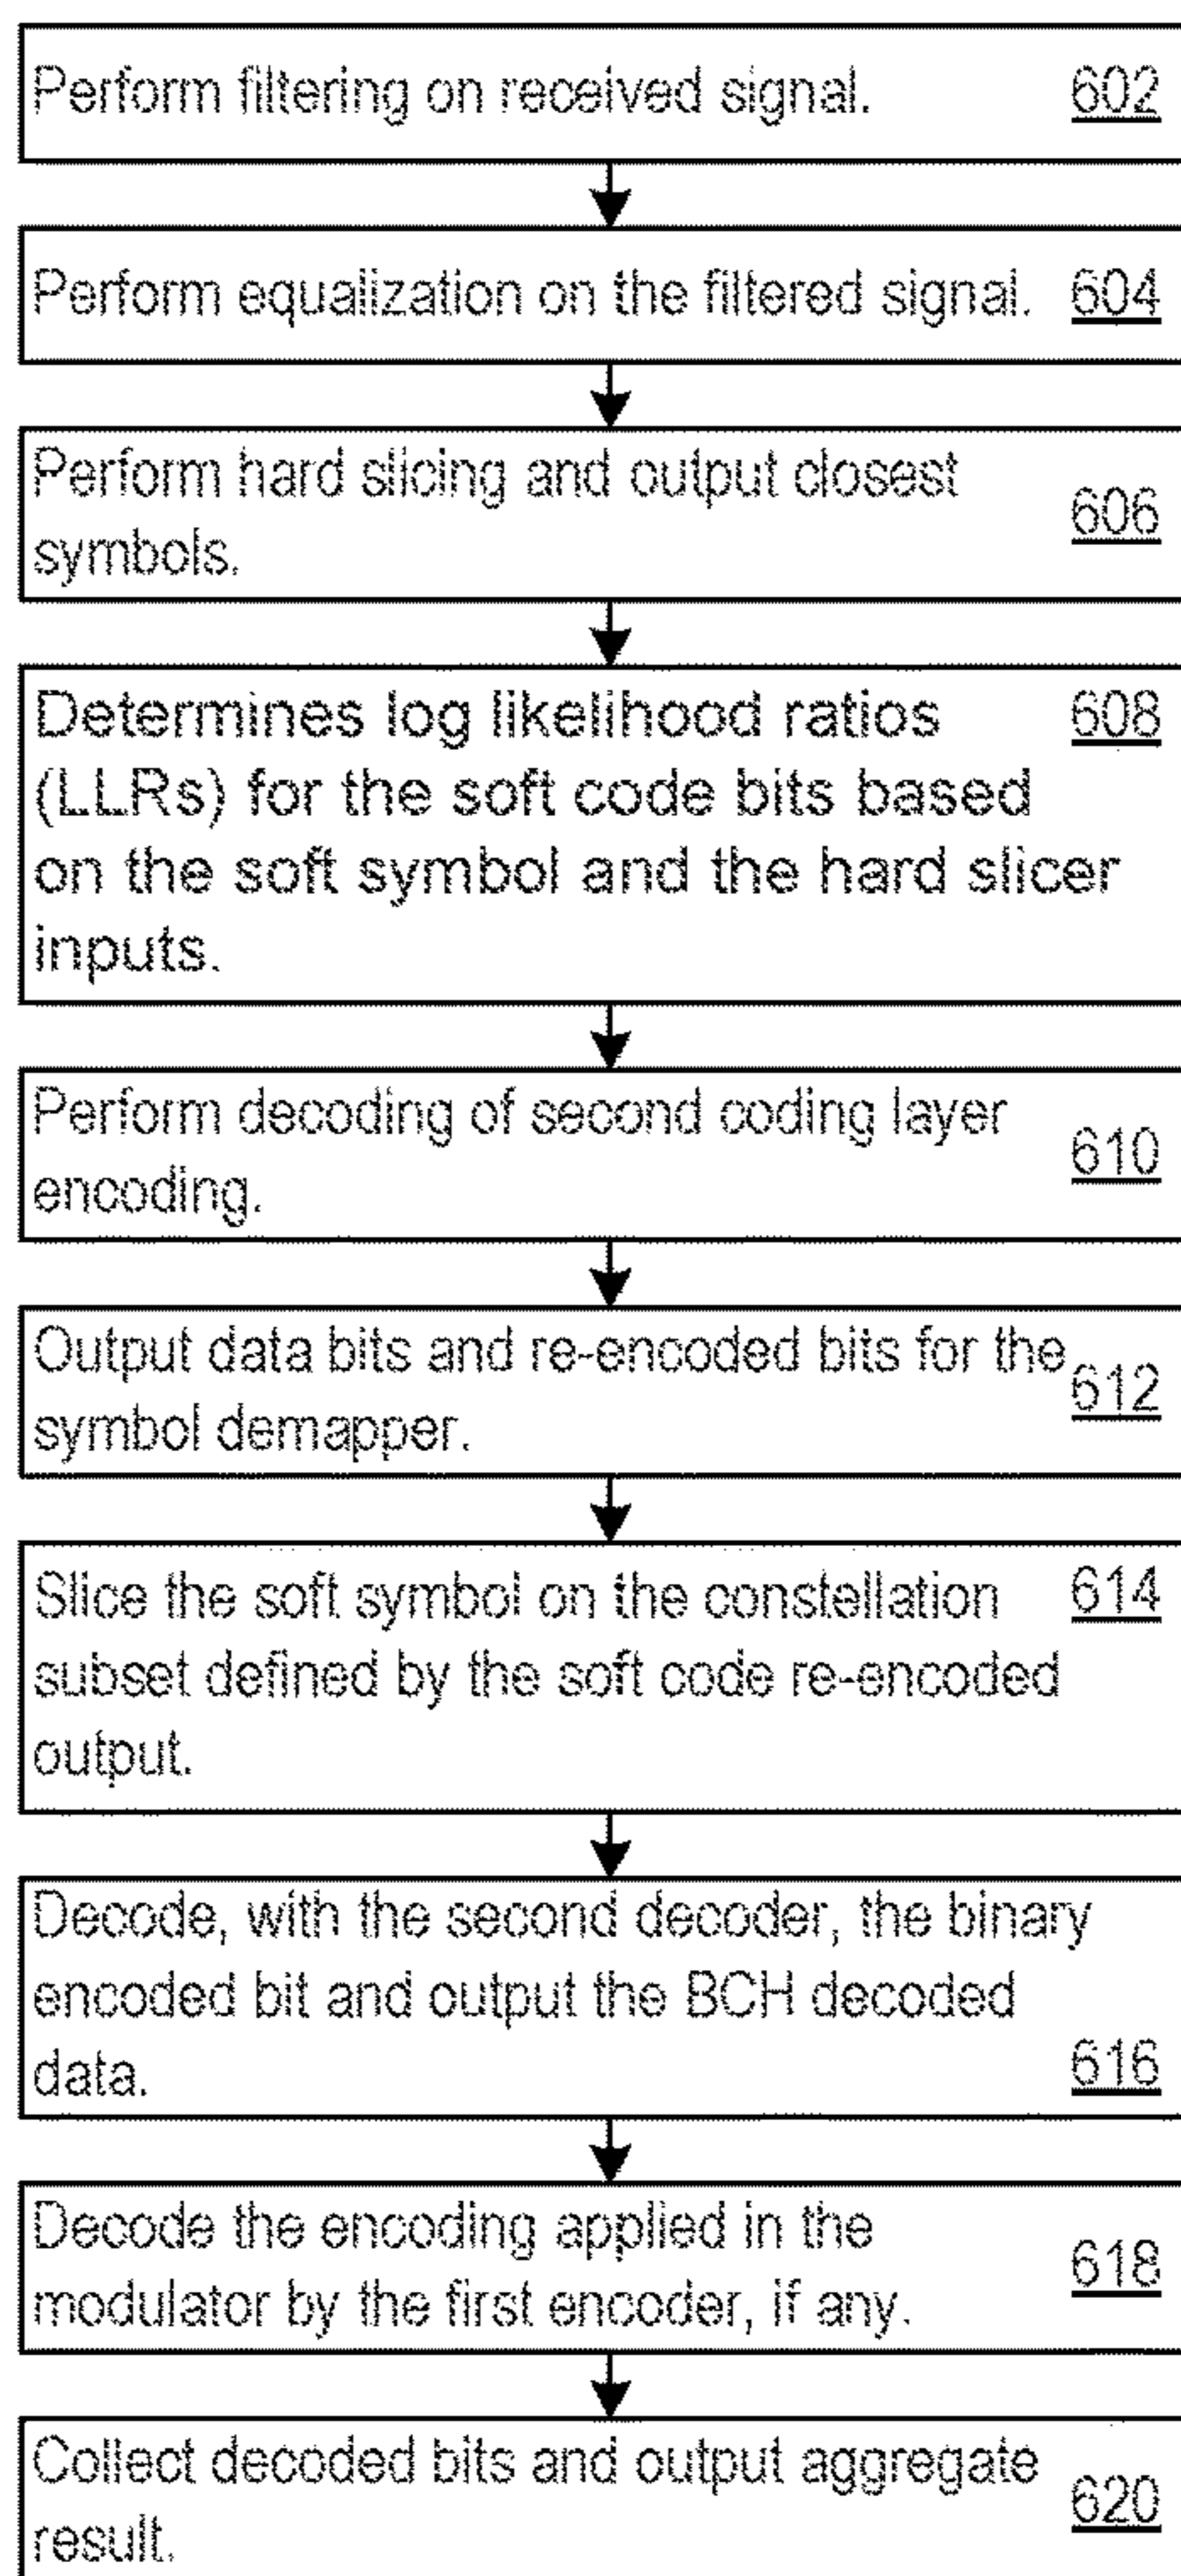 Perform filtering on received signal. 602
Perform equalization on the filtered signal. 604
Perform hard slicing and output closest
symbols.
606
Determines log likelihood ratios 608
(LLRs) for the soft code bits based
on the soft symbol and the hard slicer
inputs.
Perform decoding of second coding layer
encoding.
610
Output data bits and re-encoded bits for the
symbol demapper.
612
Slice the soft symbol on the constellation 614
subset defined by the soft code re-encoded
output.
Decode, with the second decoder, the binary
encoded bit and output the BCH decoded
data. 616
Decode the encoding applied in the
modulator by the first encoder, if any.
618
Collect decoded bits and output aggregate
result.
620